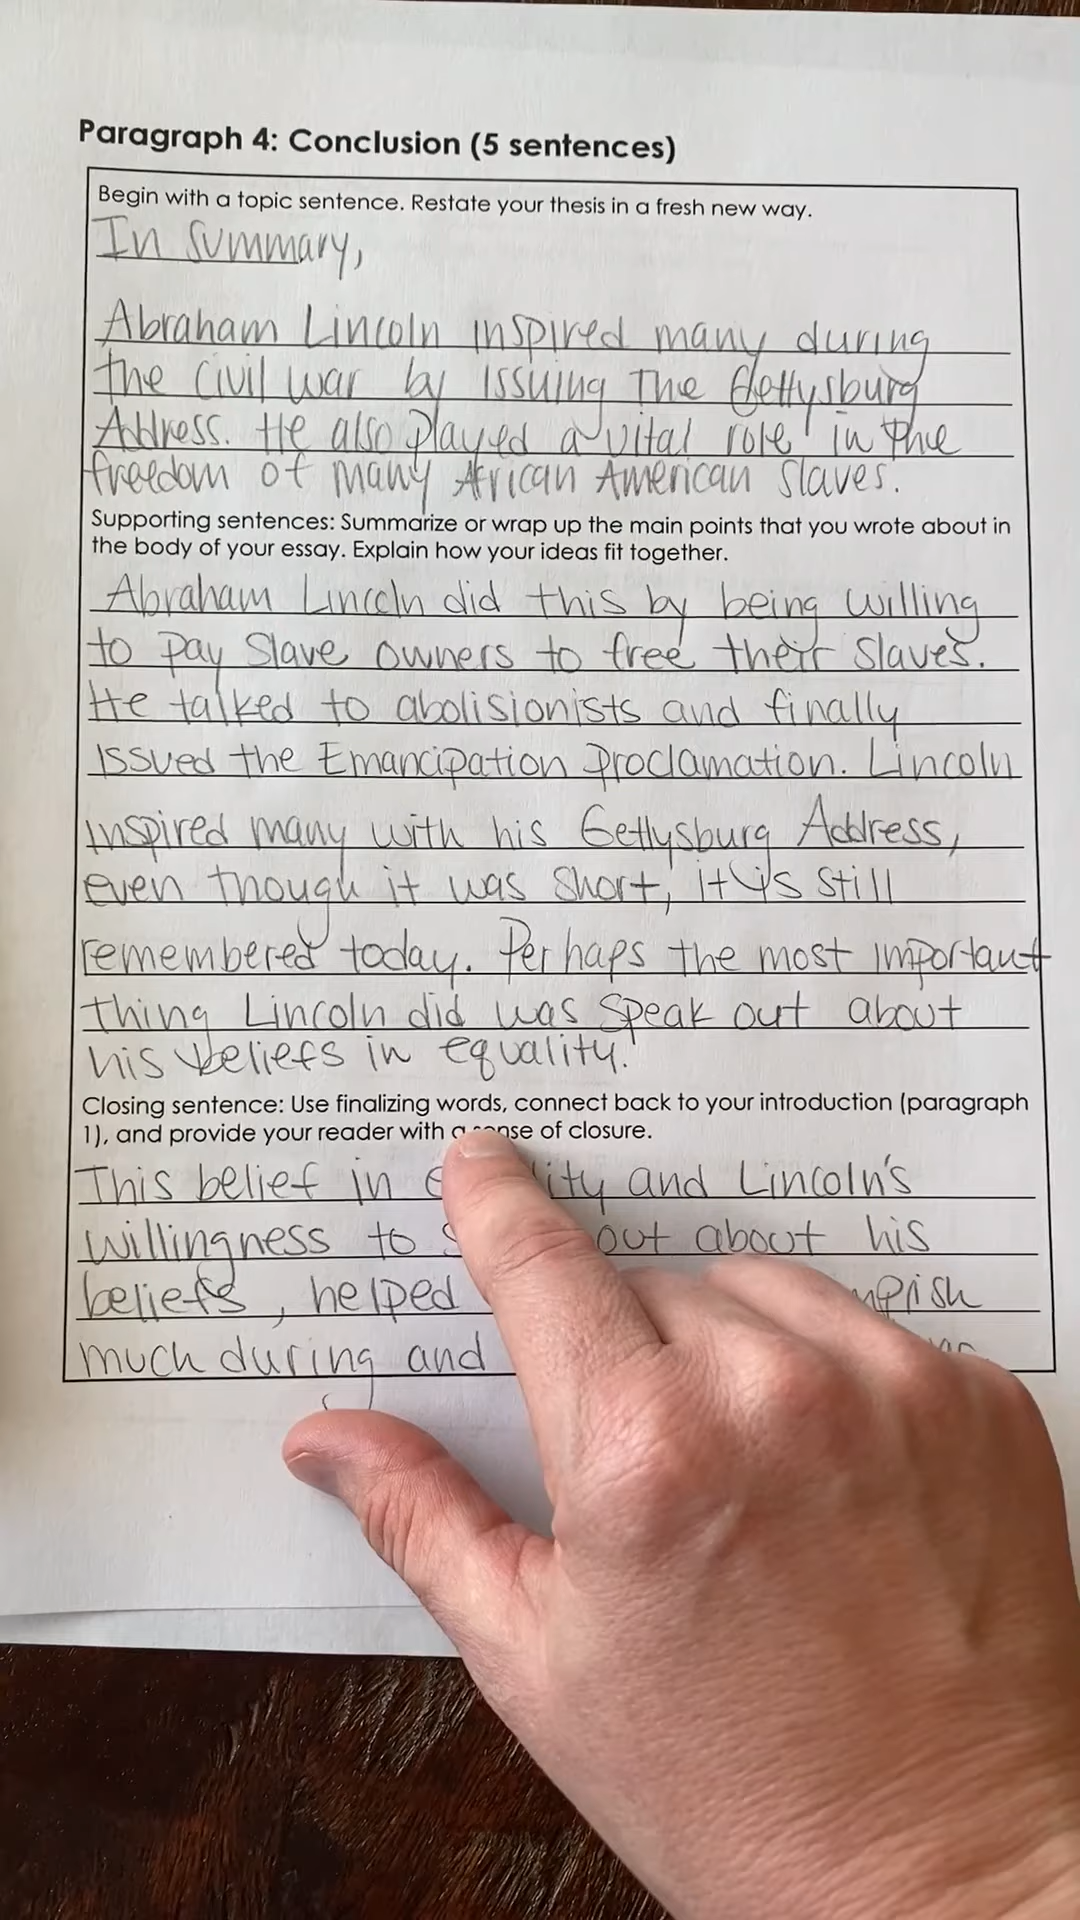 Paragraph 4: Conclusion (5 sentences)
Begin with a topic sentence. Restate your thesis in a fresh new way.
In Summary,
Abraham Lincoln inspired many during
the Civil War by issuing The Gettysburg
Address. He also played a vital role in the
freedom of many African American Slaves.
Supporting sentences: Summarize or wrap up the main points that you wrote about in
the body of your essay. Explain how your ideas fit together.
Abraham Lincoln did this by being willing
to pay Slave owners to free their Slaves.
He talked to abolisionists and finally
issued the Emancipation Proclamation. Lincoln
inspired many with his Gettysburg Address,
even though it was short, it is still
remembered today. Perhaps the most important
thing Lincoln did was speak out about
his beliefs in equality.
Closing sentence: Use finalizing words, connect back to your introduction (paragraph
1), and provide your reader with a sense of closure.
This belief in and Lincoln's
willingness to out about his
beliefs, helped
much during and